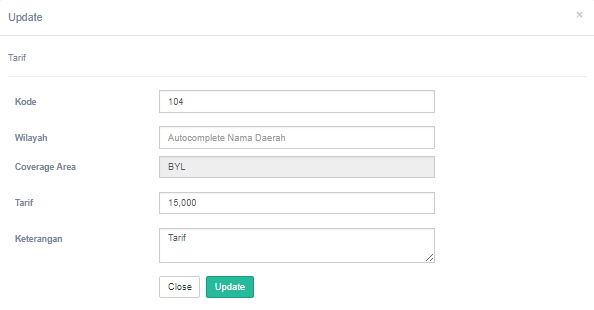 Update ×
Tarif
Kode 104
Wilayah Autocomplete Nama Daerah
Coverage Area BYL
Tarif 15,000
Keterangan Tarif
Close Update